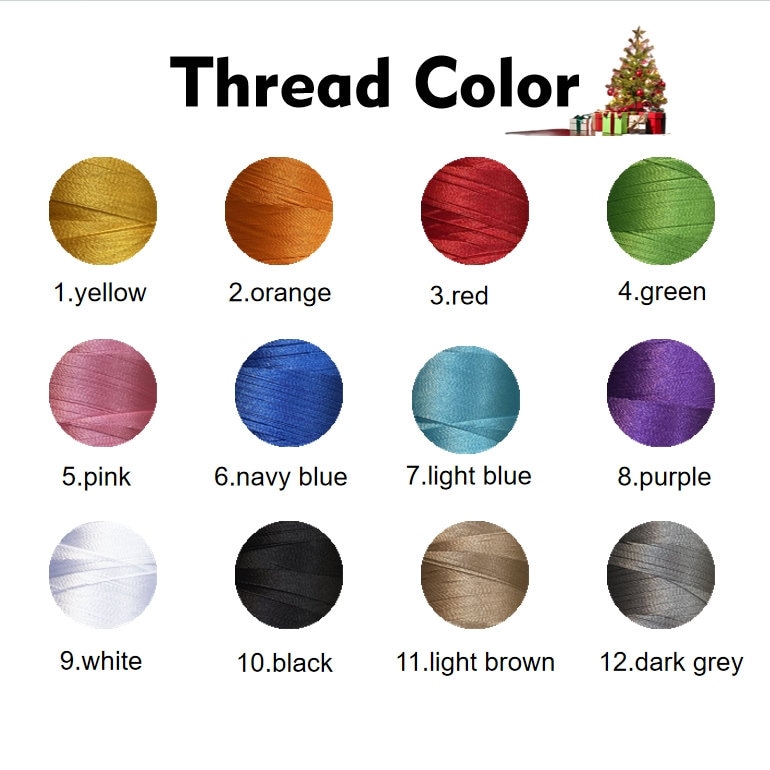 Thread Color
1.yellow
2.orange
3.red
4.green
5.pink
6.navy blue
7.light blue
8.purple
9.white
10.black
11.light brown
12.dark grey